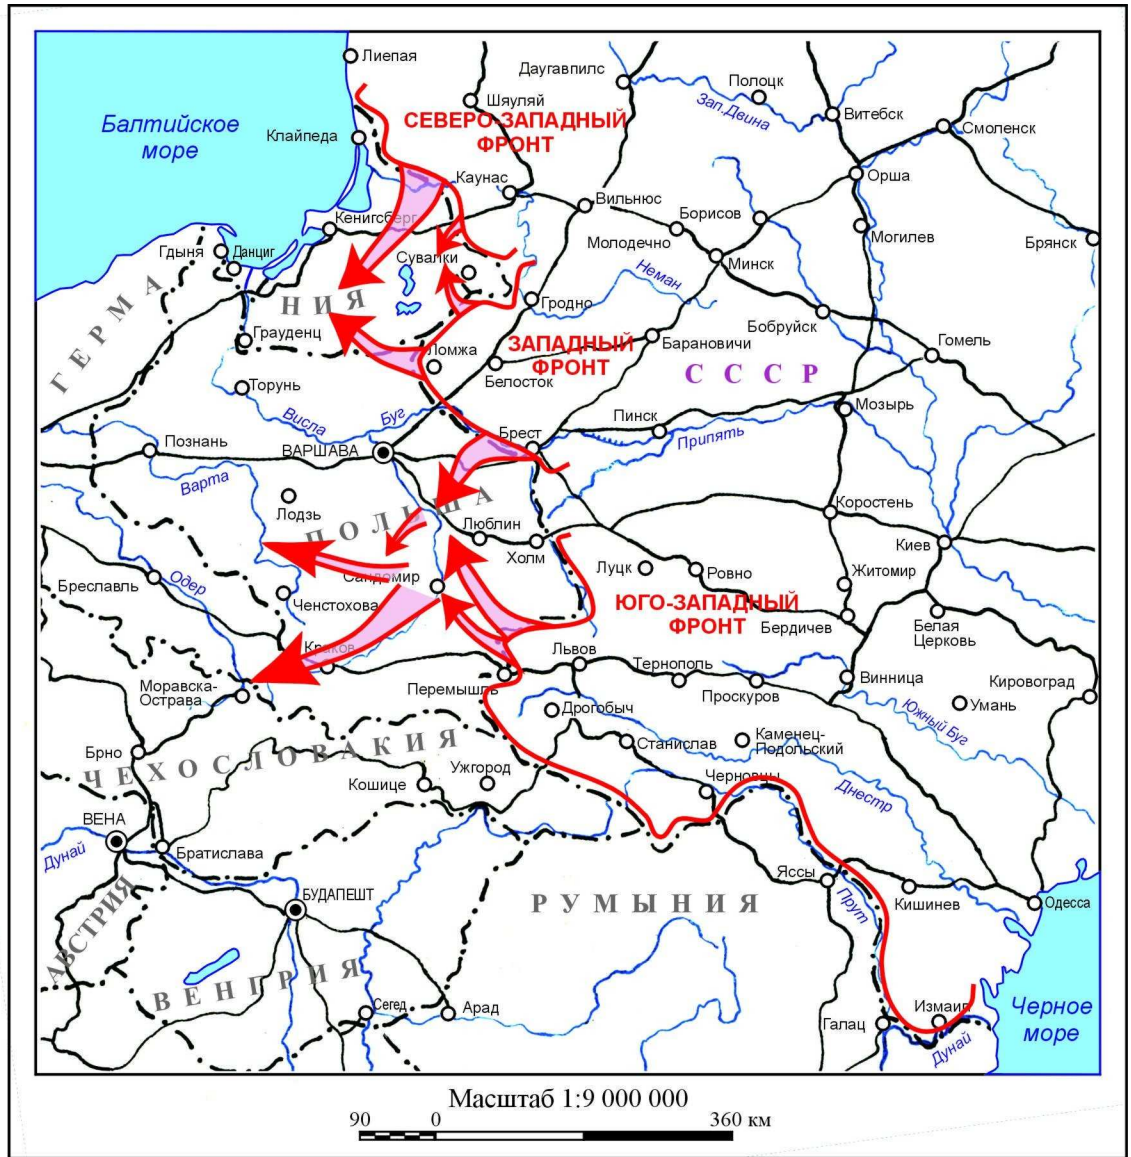 Лиепая
Даугавпилс
Полоцк
Шяуляй
Зап.Двина
Витебск
Балтийское
море
СЕВЕРО-ЗАПАДНЫЙ
ФРОНТ
Смоленск
Клайпеда
Каунас
Орша
Вильнюс
Борисов
Кенигсберг
Могилев
Брянск
Гдыня
Данциг
Сувалки
Молодечно
Минск
Неман
ГЕРМА
НИЯ
Гродно
Бобруйск
Грауденц
Ломжа
ЗАПАДНЫЙ
ФРОНТ
Барановичи
Гомель
Белосток
СССР
Торунь
Висла
Буг
Пинск
Мозырь
Познань
ВАРШАВА
Брест
Припять
Варта
Лодзь
ПОЛЬША
Коростень
Люблин
Холм
Киев
Бреславль
Одер
Сандомир
Луцк
Ровно
Житомир
Ченстохова
ЮГО-ЗАПАДНЫЙ
ФРОНТ
Бердичев
Белая
Церковь
Краков
Львов
Тернополь
Моравска-
Острава
Перемышль
Проскуров
Винница
Кировоград
Дрогобыч
Умань
Южный Буг
Станислав
Каменец-
Подольский
Брно
ЧЕХОСЛОВАКИЯ
Ужгород
Кошице
Черновцы
Днестр
ВЕНА
Дунай
Братислава
Яссы
БУДАПЕШТ
РУМЫНИЯ
Прут
Кишинев
Одесса
АВСТРИЯ
ВЕНГРИЯ
Сегед
Арад
Галац
Измаил
Дунай
Черное
море
Масштаб 1:9 000 000
90 0 360 км